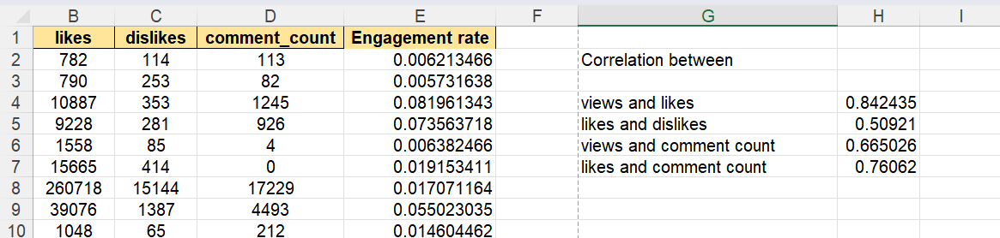 B C D E F G H I
1 likes dislikes comment_count Engagement rate
2 782 114 113 0.006213466 Correlation between
3 790 253 82 0.005731638
4 10887 353 1245 0.081961343 views and likes 0.842435
5 9228 281 926 0.073563718 likes and dislikes 0.50921
6 1558 85 4 0.006382466 views and comment count 0.665026
7 15665 414 0 0.019153411 likes and comment count 0.76062
8 260718 15144 17229 0.017071164
9 39076 1387 4493 0.055023035
10 1048 65 212 0.014604462